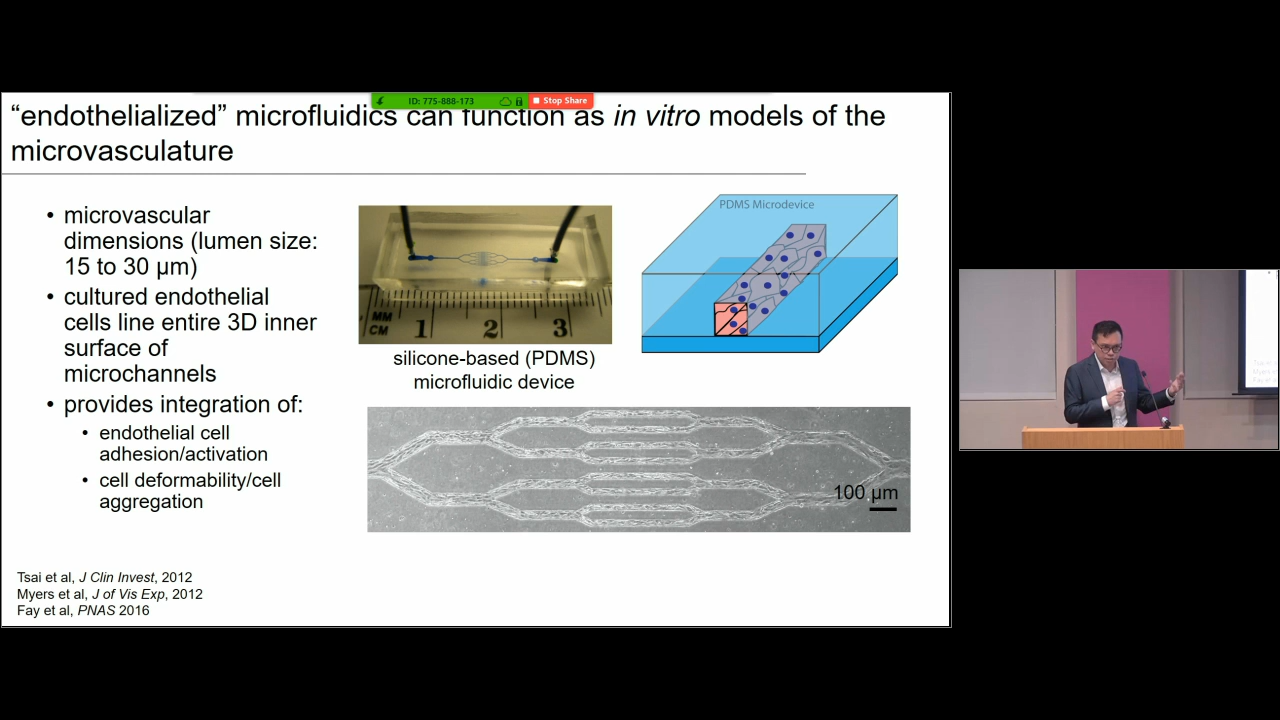 ID: 775-888-173
Stop Share
“endothelialized” microfluidics can function as in vitro models of the
microvasculature
• microvascular
dimensions (lumen size:
15 to 30 µm)
• cultured endothelial
cells line entire 3D inner
surface of
microchannels
• provides integration of:
• endothelial cell
adhesion/activation
• cell deformability/cell
aggregation
MM
CM
1
2
3
silicone-based (PDMS)
microfluidic device
PDMS Microdevice
100 µm
Tsai et al, J Clin Invest, 2012
Myers et al, J of Vis Exp, 2012
Fay et al, PNAS 2016